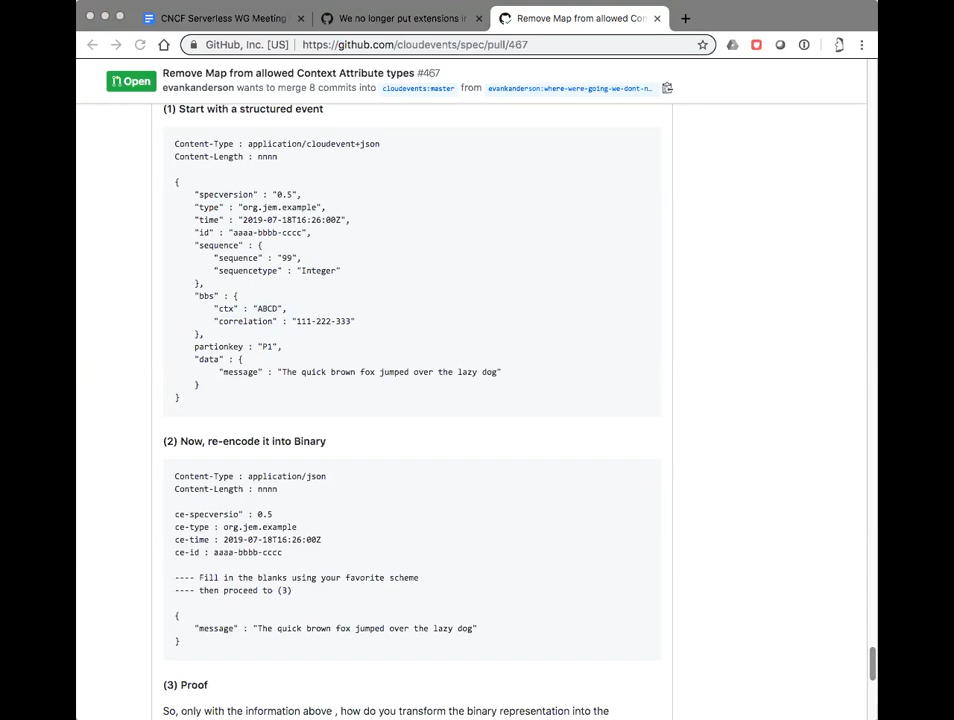 CNCF Serverless WG Meeting
We no longer put extensions in
Remove Map from allowed Con
GitHub, Inc. [US] | https://github.com/cloudevents/spec/pull/467
Open
Remove Map from allowed Context Attribute types #467
evankanderson wants to merge 8 commits into cloudevents:master from evankanderson:where-were-going-we-dont-n…
(1) Start with a structured event
Content-Type : application/cloudevent+json
Content-Length : nnnn
{
"specversion" : "0.5",
"type" : "org.jem.example",
"time" : "2019-07-18T16:26:00Z",
"id" : "aaaa-bbbb-cccc",
"sequence" : {
"sequence" : "99",
"sequencetype" : "Integer"
},
"bbs" : {
"ctx" : "ABCD",
"correlation" : "111-222-333"
},
partionkey : "P1",
"data" : {
"message" : "The quick brown fox jumped over the lazy dog"
}
}
(2) Now, re-encode it into Binary
Content-Type : application/json
Content-Length : nnnn
ce-specversio" : 0.5
ce-type : org.jem.example
ce-time : 2019-07-18T16:26:00Z
ce-id : aaaa-bbbb-cccc
---- Fill in the blanks using your favorite scheme
---- then proceed to (3)
{
"message" : "The quick brown fox jumped over the lazy dog"
}
(3) Proof
So, only with the information above , how do you transform the binary representation into the